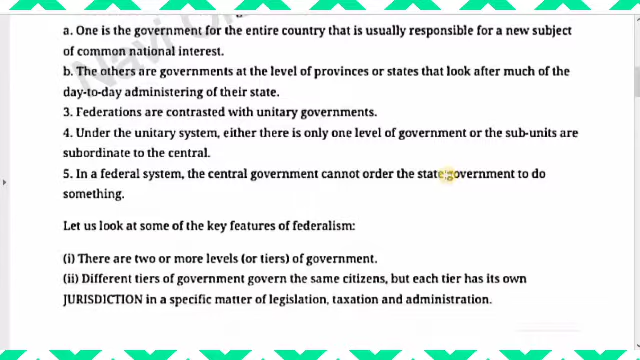 a. One is the government for the entire country that is usually responsible for a new subject
of common national interest.
b. The others are governments at the level of provinces or states that look after much of the
day-to-day administering of their state.
3. Federations are contrasted with unitary governments.
4. Under the unitary system, either there is only one level of government or the sub-units are
subordinate to the central.
5. In a federal system, the central government cannot order the state government to do
something.
Let us look at some of the key features of federalism:
(i) There are two or more levels (or tiers) of government.
(ii) Different tiers of government govern the same citizens, but each tier has its own
JURISDICTION in a specific matter of legislation, taxation and administration.